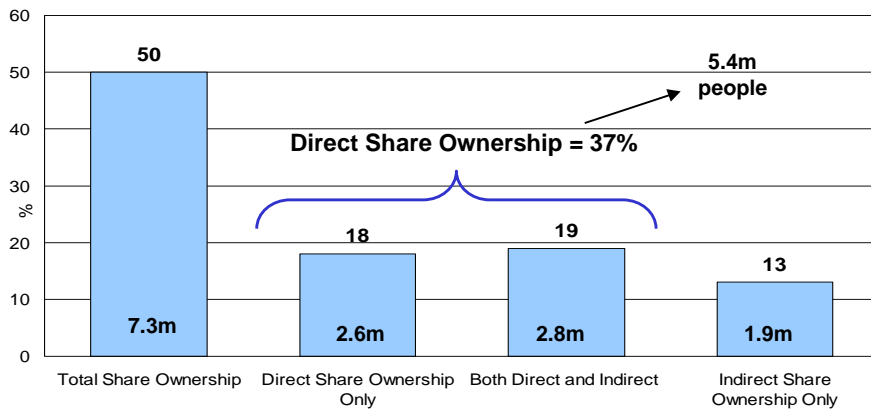 60
50
40
30
20
10
0
%
50
18
19
13
5.4m
people
Direct Share Ownership = 37%
7.3m
2.6m
2.8m
1.9m
Total Share Ownership
Direct Share Ownership
Only
Both Direct and Indirect
Indirect Share
Ownership Only